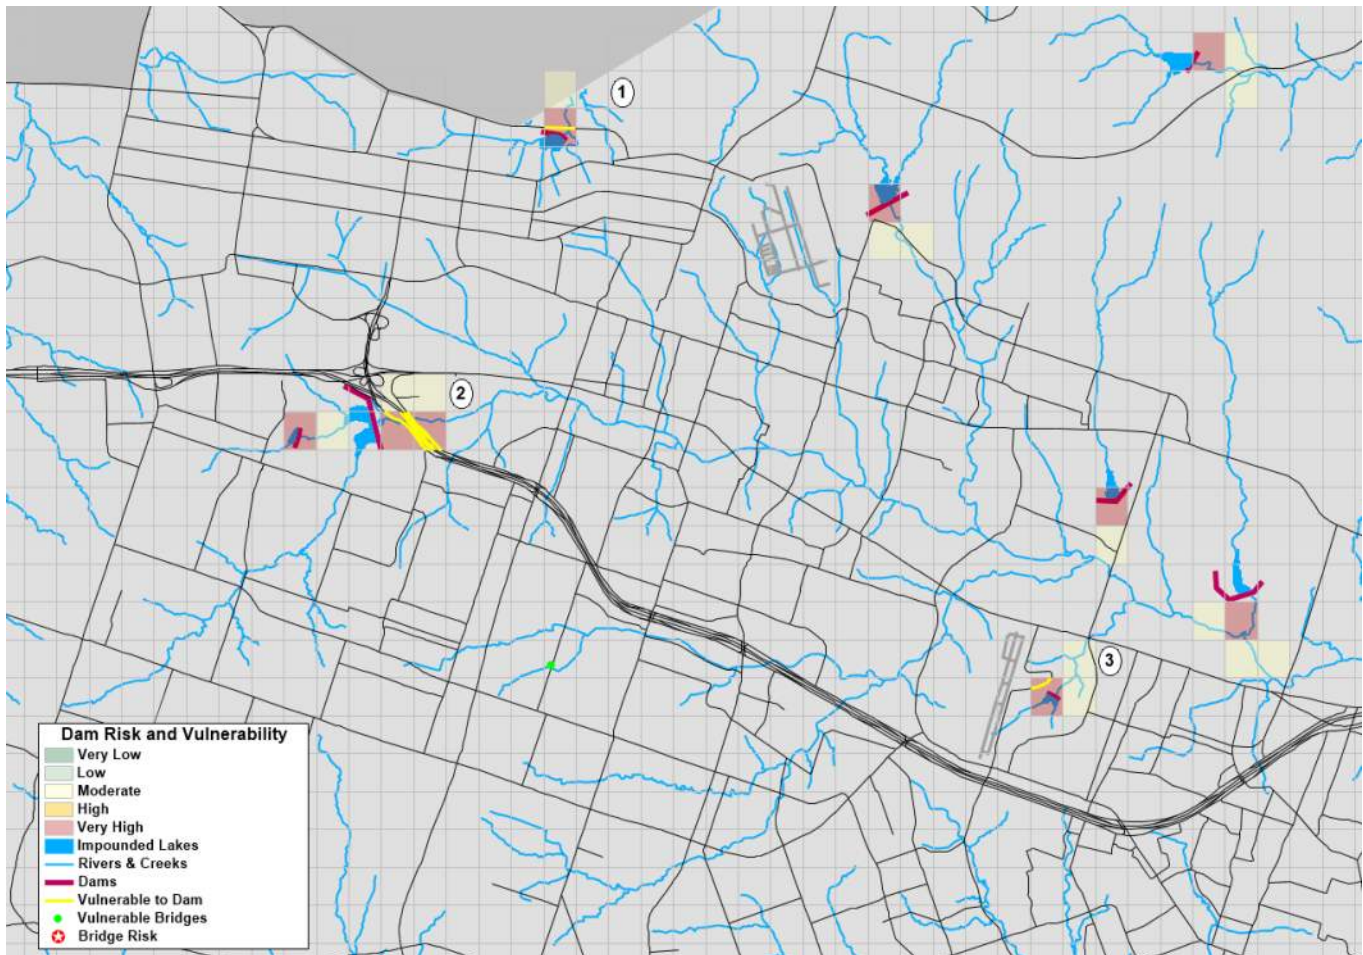 1
2
3
Dam Risk and Vulnerability
Very Low
Low
Moderate
High
Very High
Impounded Lakes
Rivers & Creeks
Dams
Vulnerable to Dam
Vulnerable Bridges
Bridge Risk